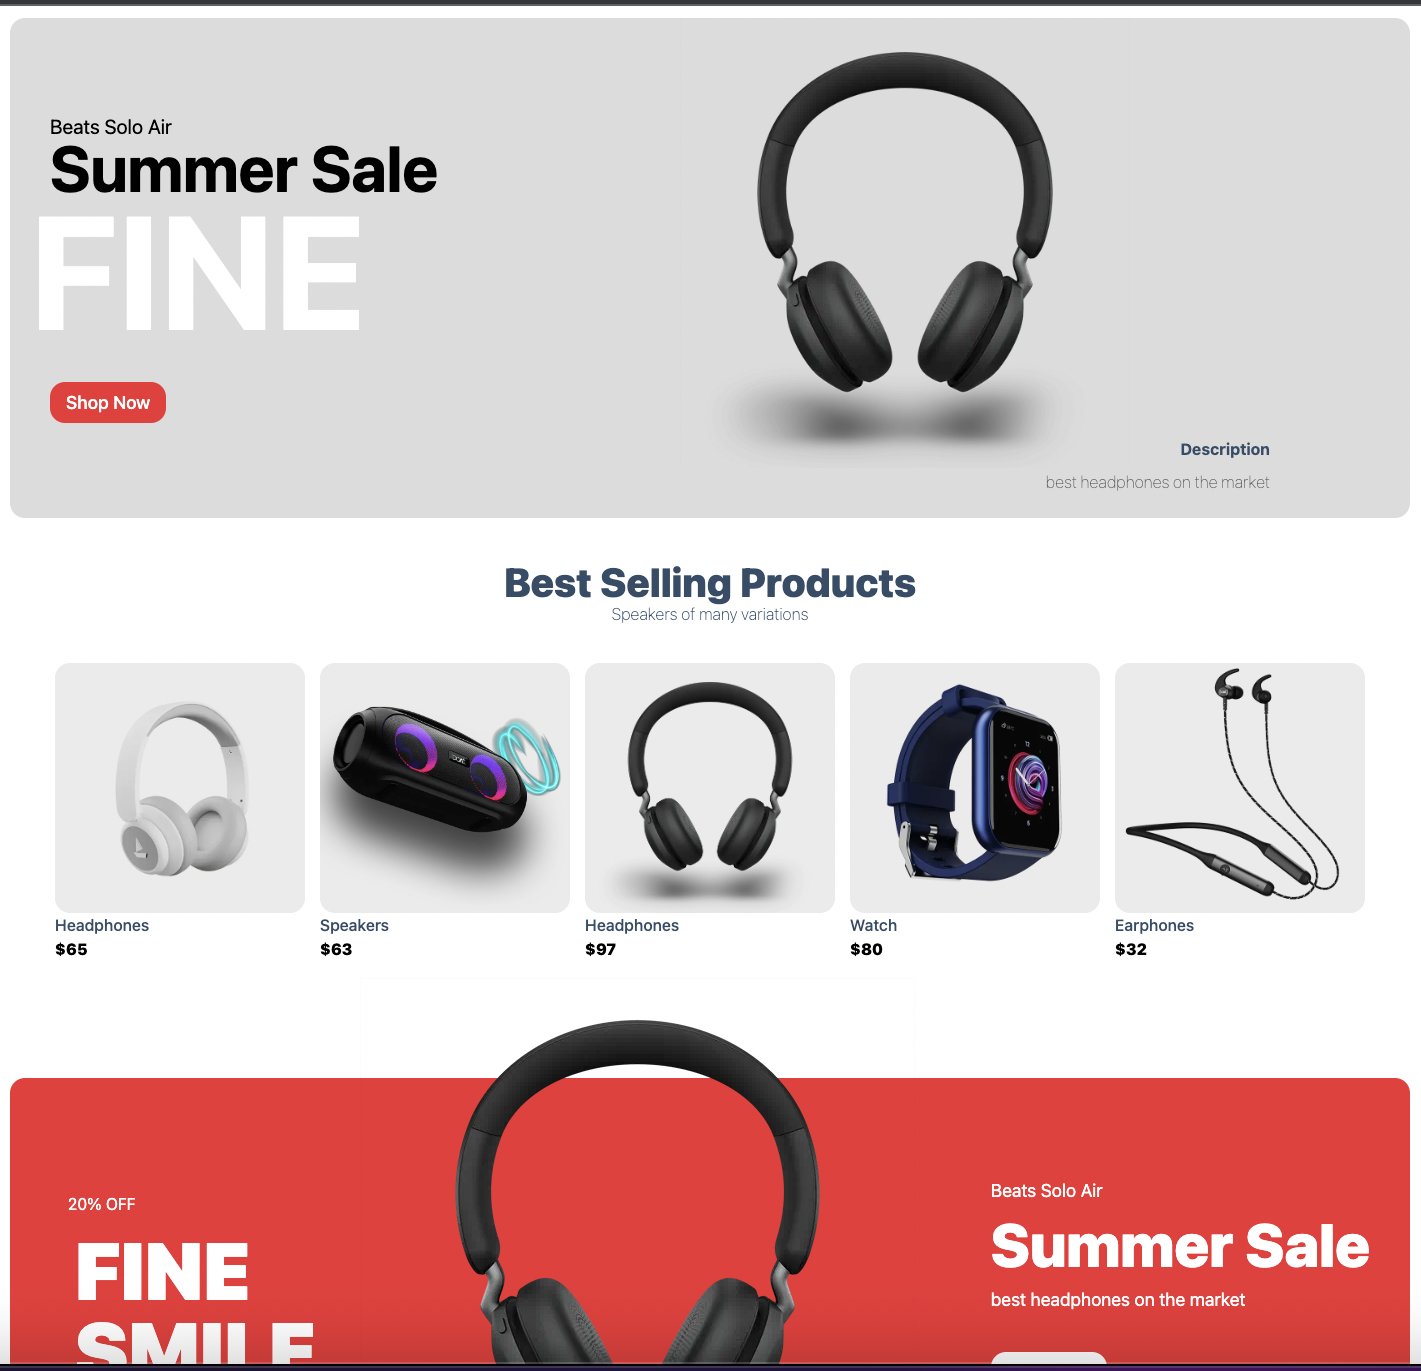 Beats Solo Air
Summer Sale
FINE
Shop Now
Description
best headphones on the market
Best Selling Products
Speakers of many variations
Headphones
$65
Speakers
$63
Headphones
$97
Watch
$80
Earphones
$32
20% OFF
FINE
SMILE
Beats Solo Air
Summer Sale
best headphones on the market